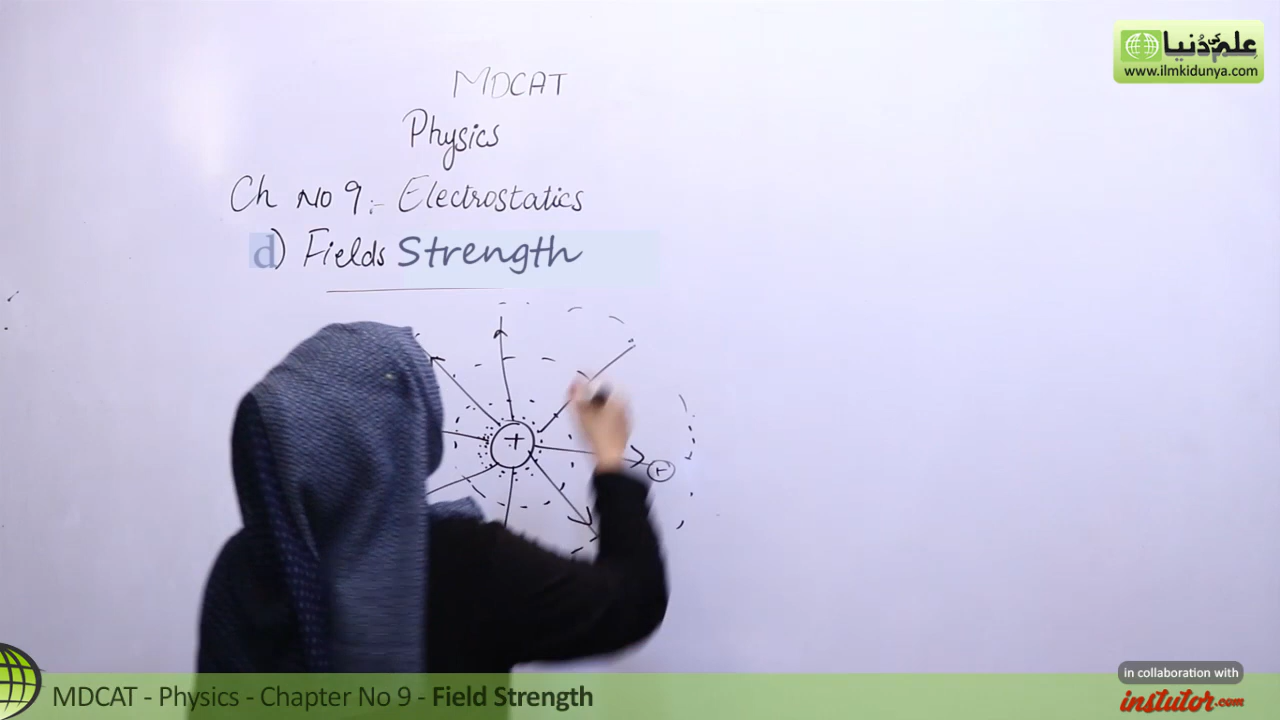 علم کی دنیا
www.ilmkidunya.com
MDCAT
Physics
Ch No 9:- Electrostatics
d) Fields Strength
+
+
in collaboration with
instutor.com
MDCAT - Physics - Chapter No 9 - Field Strength